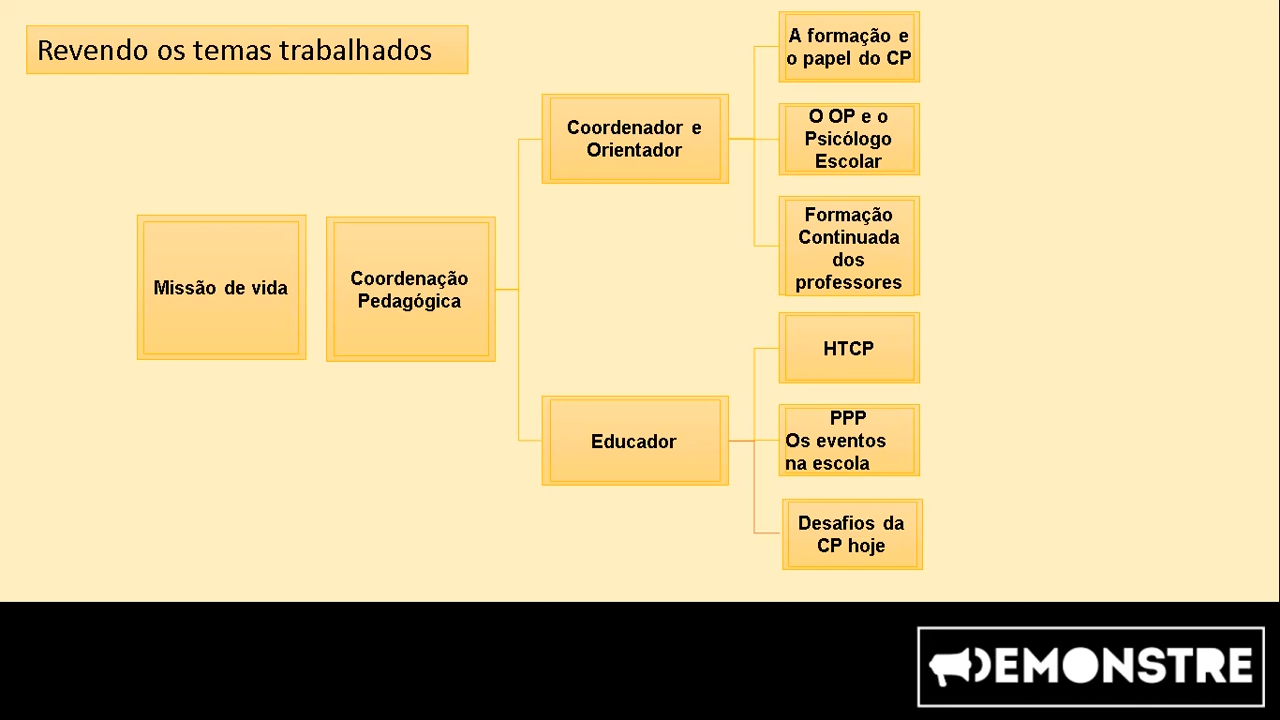 Revendo os temas trabalhados
Missão de vida
Coordenação
Pedagógica
Coordenador e
Orientador
A formação e
o papel do CP
O OP e o
Psicólogo
Escolar
Formação
Continuada
dos
professores
Educador
HTCP
PPP
Os eventos
na escola
Desafios da
CP hoje
DEMONSTRE